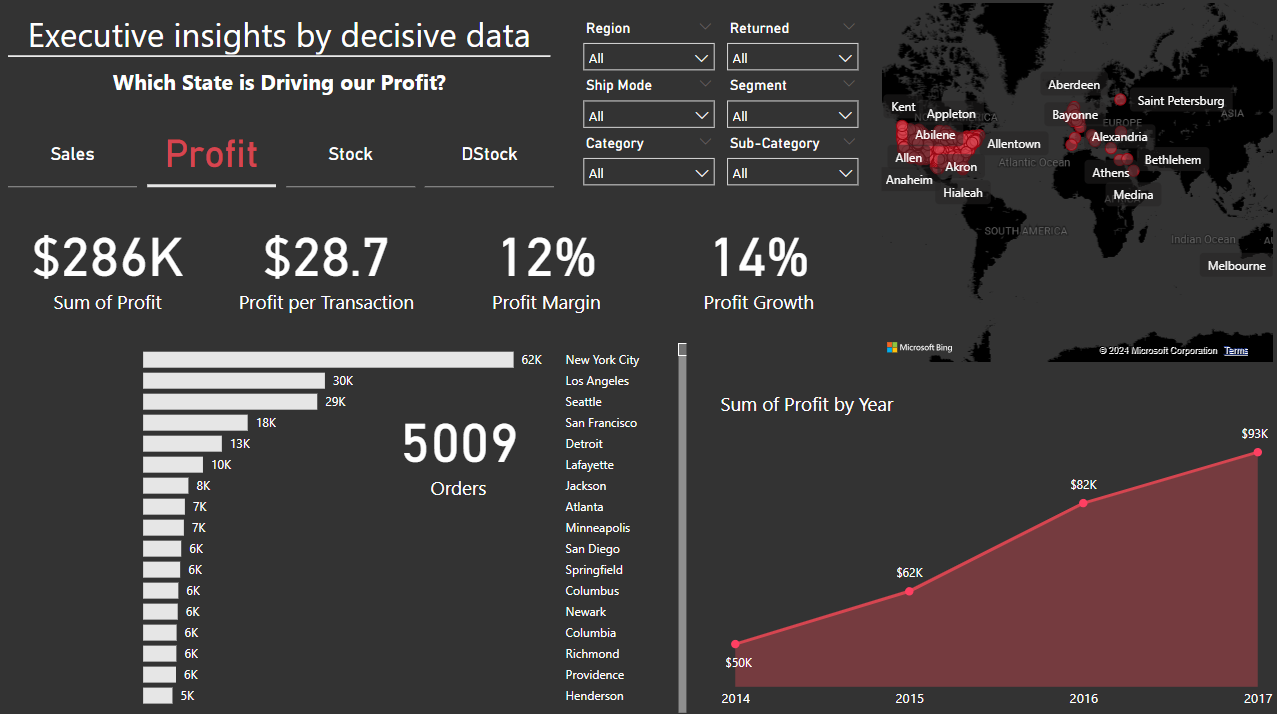 Executive insights by decisive data
Which State is Driving our Profit?
Sales
Profit
Stock
DStock
Region
All
Returned
All
Ship Mode
All
Segment
All
Category
All
Sub-Category
All
$286K
Sum of Profit
$28.7
Profit per Transaction
12%
Profit Margin
14%
Profit Growth
Aberdeen
Saint Petersburg
Kent
Appleton
Bayonne
ASIA
EUROPE
Abilene
Alexandria
Allentown
Allen
Akron
Atlantic Ocean
Bethlehem
Anaheim
Athens
Hialeah
Medina
SOUTH AMERICA
Indian Ocean
Melbourne
Microsoft Bing
© 2024 Microsoft Corporation Terms
62K New York City
30K Los Angeles
29K Seattle
18K San Francisco
13K Detroit
10K Lafayette
8K Jackson
7K Atlanta
7K Minneapolis
6K San Diego
6K Springfield
6K Columbus
6K Newark
6K Columbia
6K Richmond
6K Providence
5K Henderson
5009
Orders
Sum of Profit by Year
$93K
$82K
$62K
$50K
2014 2015 2016 2017